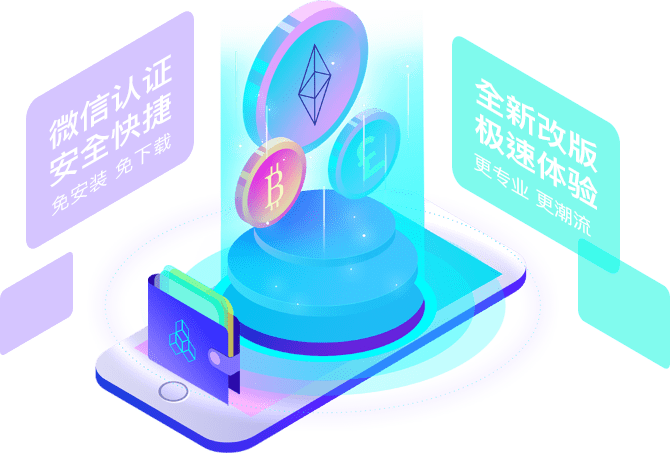 微信认证
安全快捷
免安装 免下载
全新改版
极速体验
更专业 更潮流
₿
£